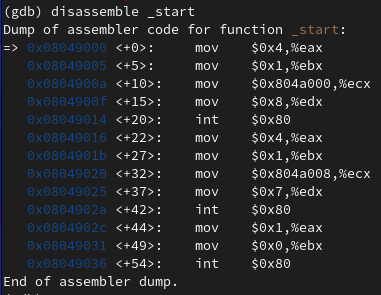 (gdb) disassemble _start
Dump of assembler code for function _start:
=> 0x08049000 <+0>:     mov    $0x4,%eax
   0x08049005 <+5>:     mov    $0x1,%ebx
   0x0804900a <+10>:    mov    $0x804a000,%ecx
   0x0804900f <+15>:    mov    $0x8,%edx
   0x08049014 <+20>:    int    $0x80
   0x08049016 <+22>:    mov    $0x4,%eax
   0x0804901b <+27>:    mov    $0x1,%ebx
   0x08049020 <+32>:    mov    $0x804a008,%ecx
   0x08049025 <+37>:    mov    $0x7,%edx
   0x0804902a <+42>:    int    $0x80
   0x0804902c <+44>:    mov    $0x1,%eax
   0x08049031 <+49>:    mov    $0x0,%ebx
   0x08049036 <+54>:    int    $0x80
End of assembler dump.